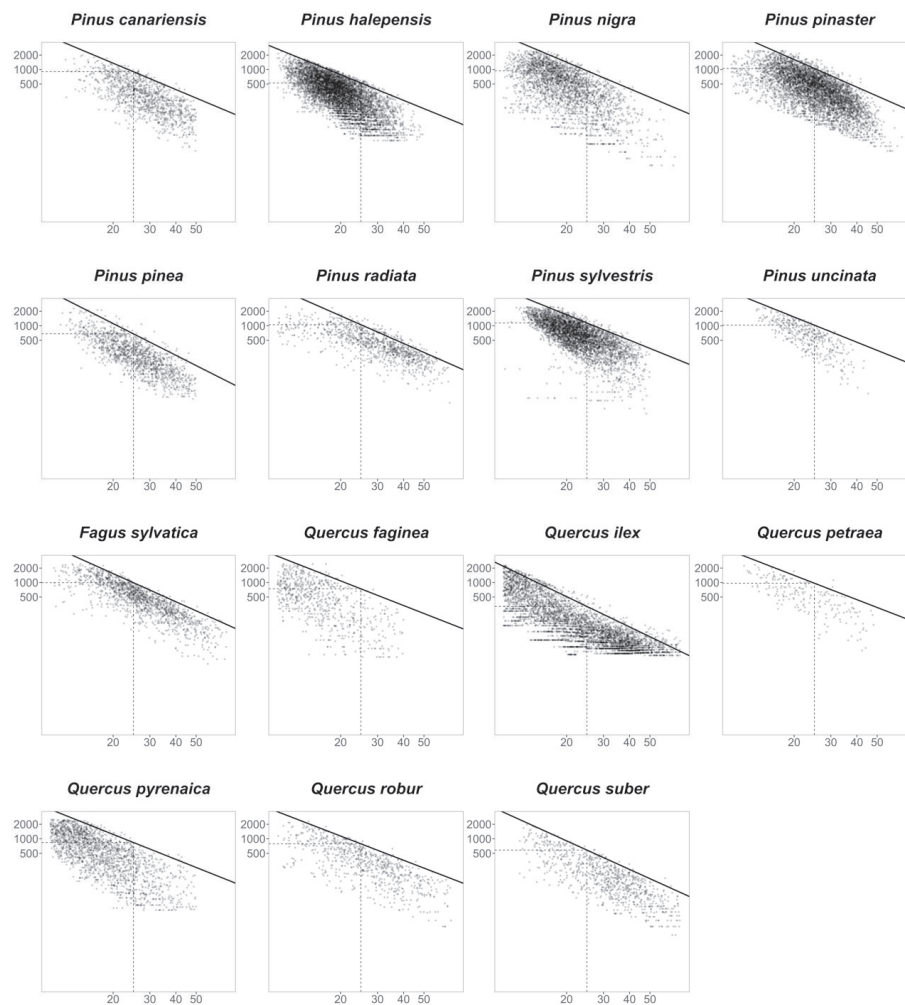 Pinus canariensis Pinus halepensis Pinus nigra Pinus pinaster
2000 2000 2000 2000
1000 1000 1000 1000
500 500 500 500
20 30 40 50 20 30 40 50 20 30 40 50 20 30 40 50
Pinus pinea Pinus radiata Pinus sylvestris Pinus uncinata
2000 2000 2000 2000
1000 1000 1000 1000
500 500 500 500
20 30 40 50 20 30 40 50 20 30 40 50 20 30 40 50
Fagus sylvatica Quercus faginea Quercus ilex Quercus petraea
2000 2000 2000 2000
1000 1000 1000 1000
500 500 500 500
20 30 40 50 20 30 40 50 20 30 40 50 20 30 40 50
Quercus pyrenaica Quercus robur Quercus suber
2000 2000 2000
1000 1000 1000
500 500 500
20 30 40 50 20 30 40 50 20 30 40 50